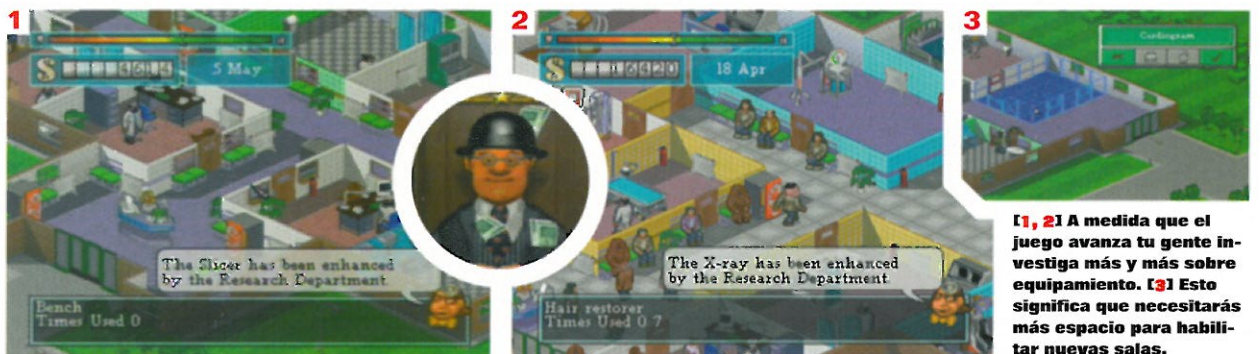 1
2
3
$
5 May
18 Apr
Cardiogram
The Slicer has been enhanced
by the Research Department.
Bench
Times Used 0
The X-ray has been enhanced
by the Research Department.
Hair restorer
Times Used 0 7
[1, 2] A medida que el
juego avanza tu gente in-
vestiga más y más sobre
equipamiento. [3] Esto
significa que necesitarás
más espacio para habili-
tar nuevas salas.